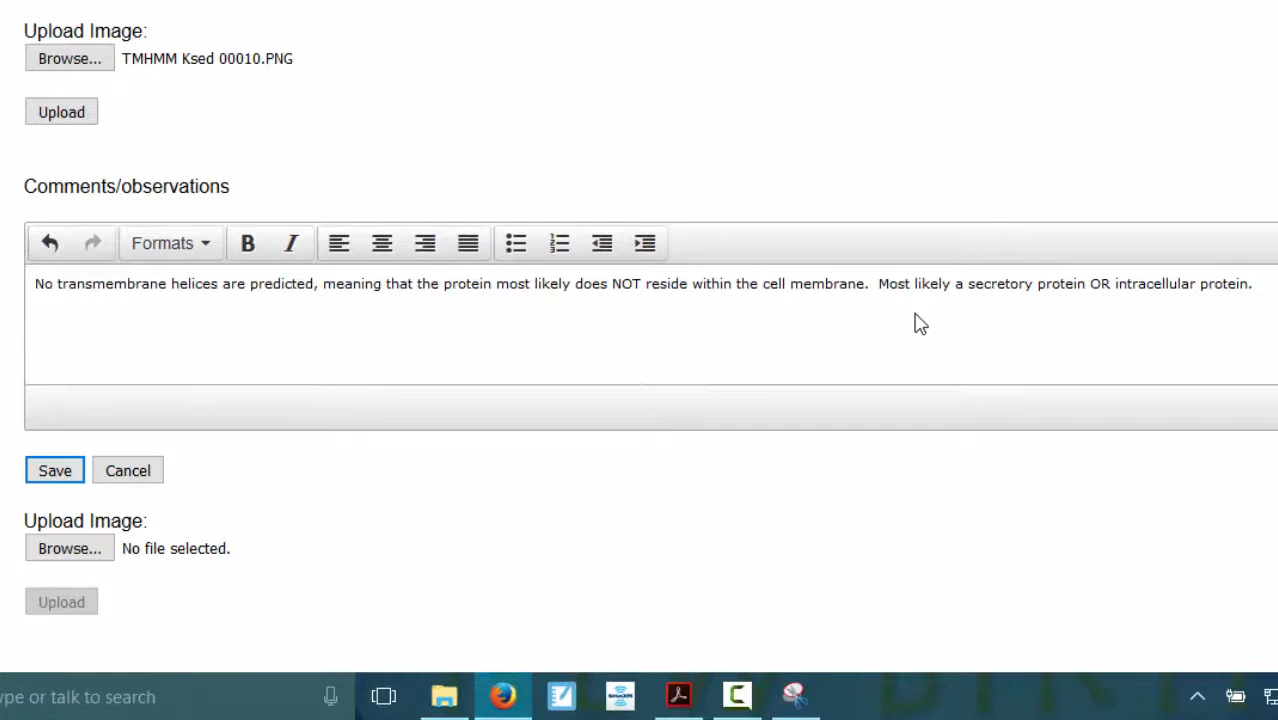 Upload Image:
Browse... TMHMM Ksed 00010.PNG
Upload
Comments/observations
Formats B I
No transmembrane helices are predicted, meaning that the protein most likely does NOT reside within the cell membrane.  Most likely a secretory protein OR intracellular protein.
Save Cancel
Upload Image:
Browse... No file selected.
Upload
ype or talk to search